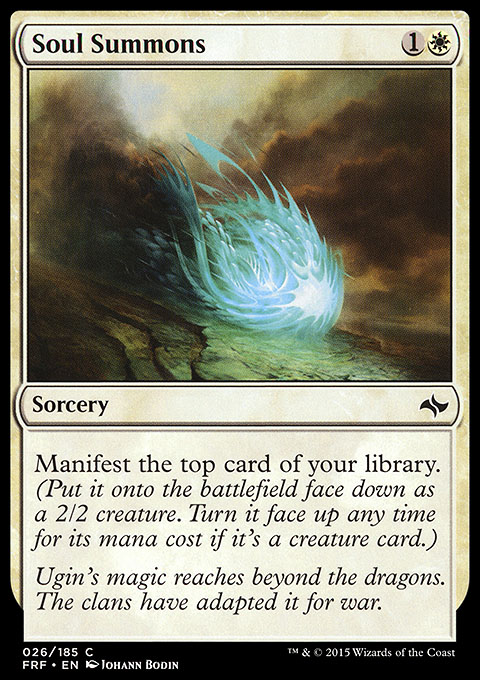 Soul Summons 1
Sorcery
Manifest the top card of your library.
(Put it onto the battlefield face down as
a 2/2 creature. Turn it face up any time
for its mana cost if it's a creature card.)
Ugin's magic reaches beyond the dragons.
The clans have adapted it for war.
026/185 C
FRF • EN Johann Bodin
™ & © 2015 Wizards of the Coast